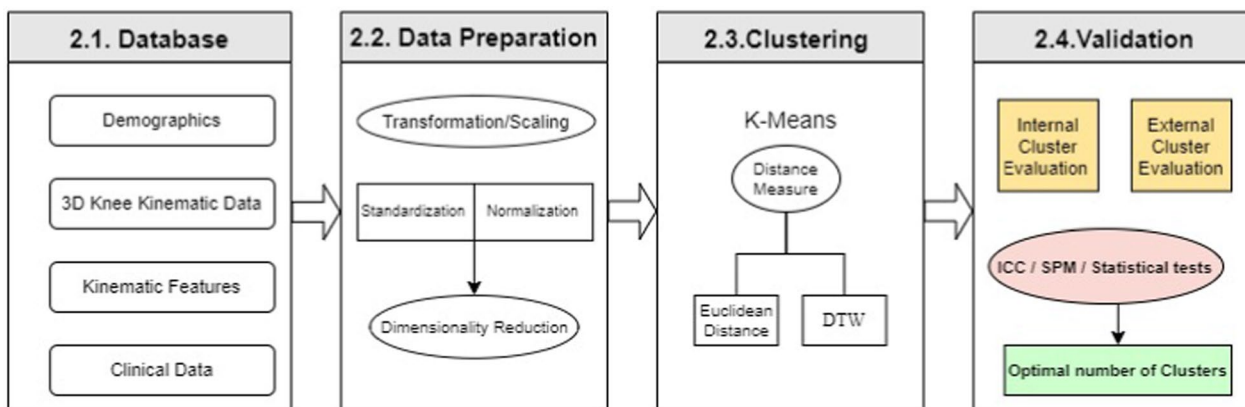 2.1. Database
Demographics
3D Knee Kinematic Data
Kinematic Features
Clinical Data
2.2. Data Preparation
Transformation/Scaling
Standardization
Normalization
Dimensionality Reduction
2.3.Clustering
K-Means
Distance
Measure
Euclidean
Distance
DTW
2.4.Validation
Internal
Cluster
Evaluation
External
Cluster
Evaluation
ICC / SPM / Statistical tests
Optimal number of Clusters